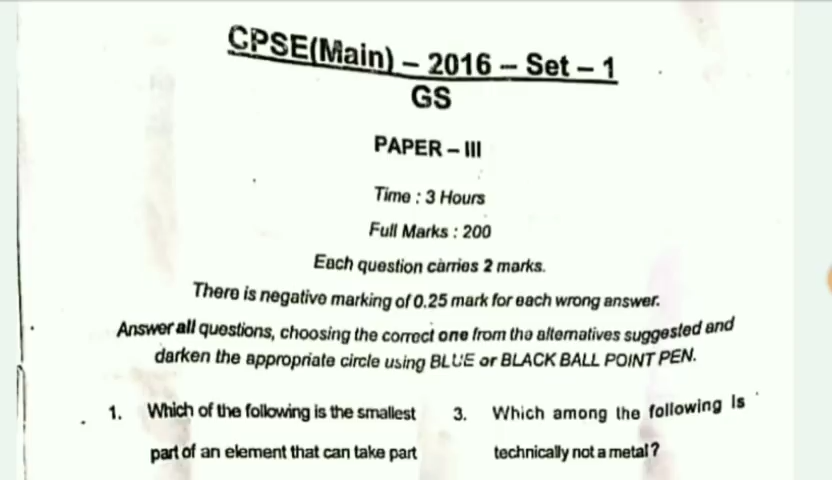 CPSE(Main) – 2016 – Set – 1
GS
PAPER – III
Time : 3 Hours
Full Marks : 200
Each question carries 2 marks.
There is negative marking of 0.25 mark for each wrong answer.
Answer all questions, choosing the correct one from the alternatives suggested and
darken the appropriate circle using BLUE or BLACK BALL POINT PEN.
1. Which of the following is the smallest
part of an element that can take part
3. Which among the following is
technically not a metal?